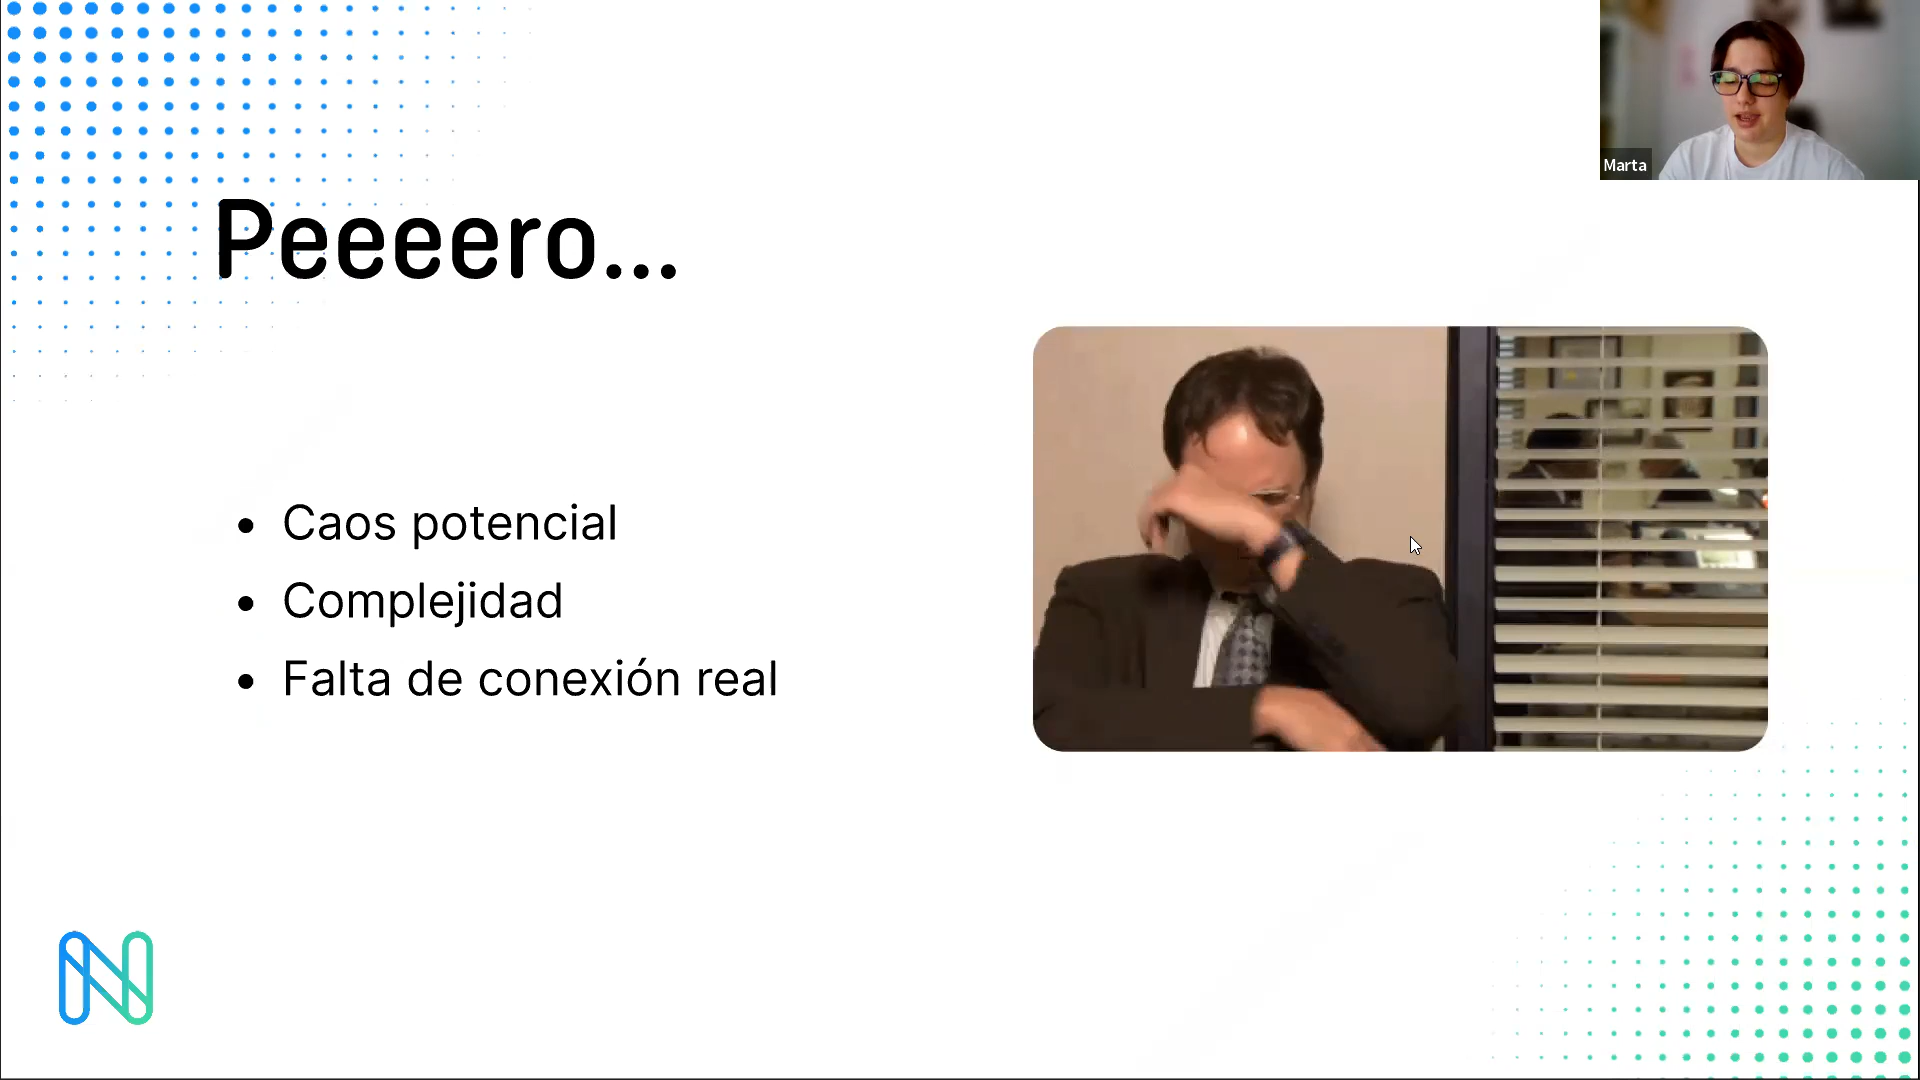 Marta
Peeeero...
Caos potencial
Complejidad
Falta de conexión real